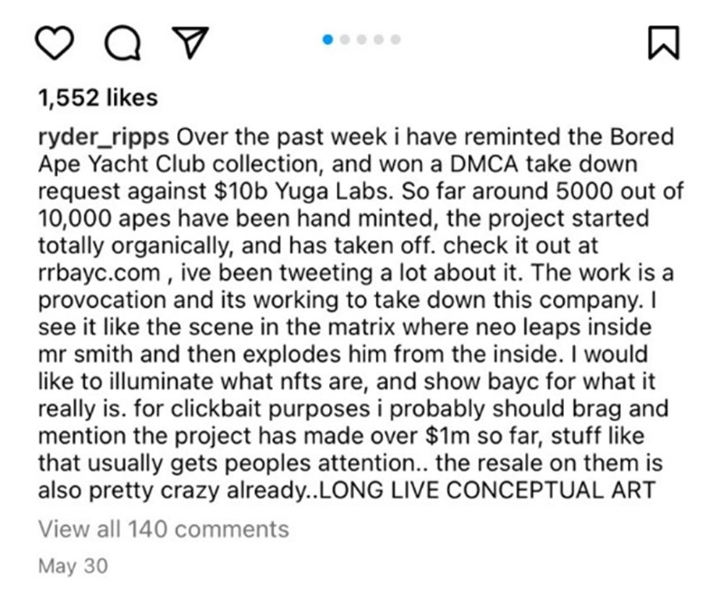 1,552 likes
ryder_ripps Over the past week i have reminted the Bored
Ape Yacht Club collection, and won a DMCA take down
request against $10b Yuga Labs. So far around 5000 out of
10,000 apes have been hand minted, the project started
totally organically, and has taken off. check it out at
rrbayc.com , ive been tweeting a lot about it. The work is a
provocation and its working to take down this company. I
see it like the scene in the matrix where neo leaps inside
mr smith and then explodes him from the inside. I would
like to illuminate what nfts are, and show bayc for what it
really is. for clickbait purposes i probably should brag and
mention the project has made over $1m so far, stuff like
that usually gets peoples attention.. the resale on them is
also pretty crazy already..LONG LIVE CONCEPTUAL ART
View all 140 comments
May 30